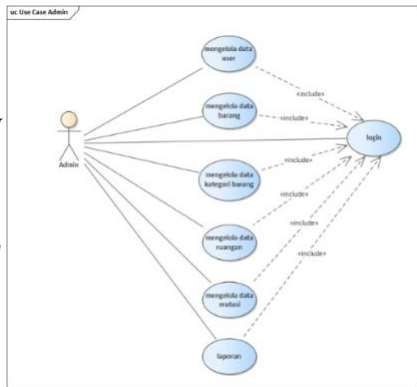 uc Use Case Admin
mengelola data
user
«include»
mengelola data
barang
«include»
login
Admin
mengelola data
kategori barang
«include»
«include»
mengelola data
ruangan
«include»
«include»
mengelola data
mutasi
laporan